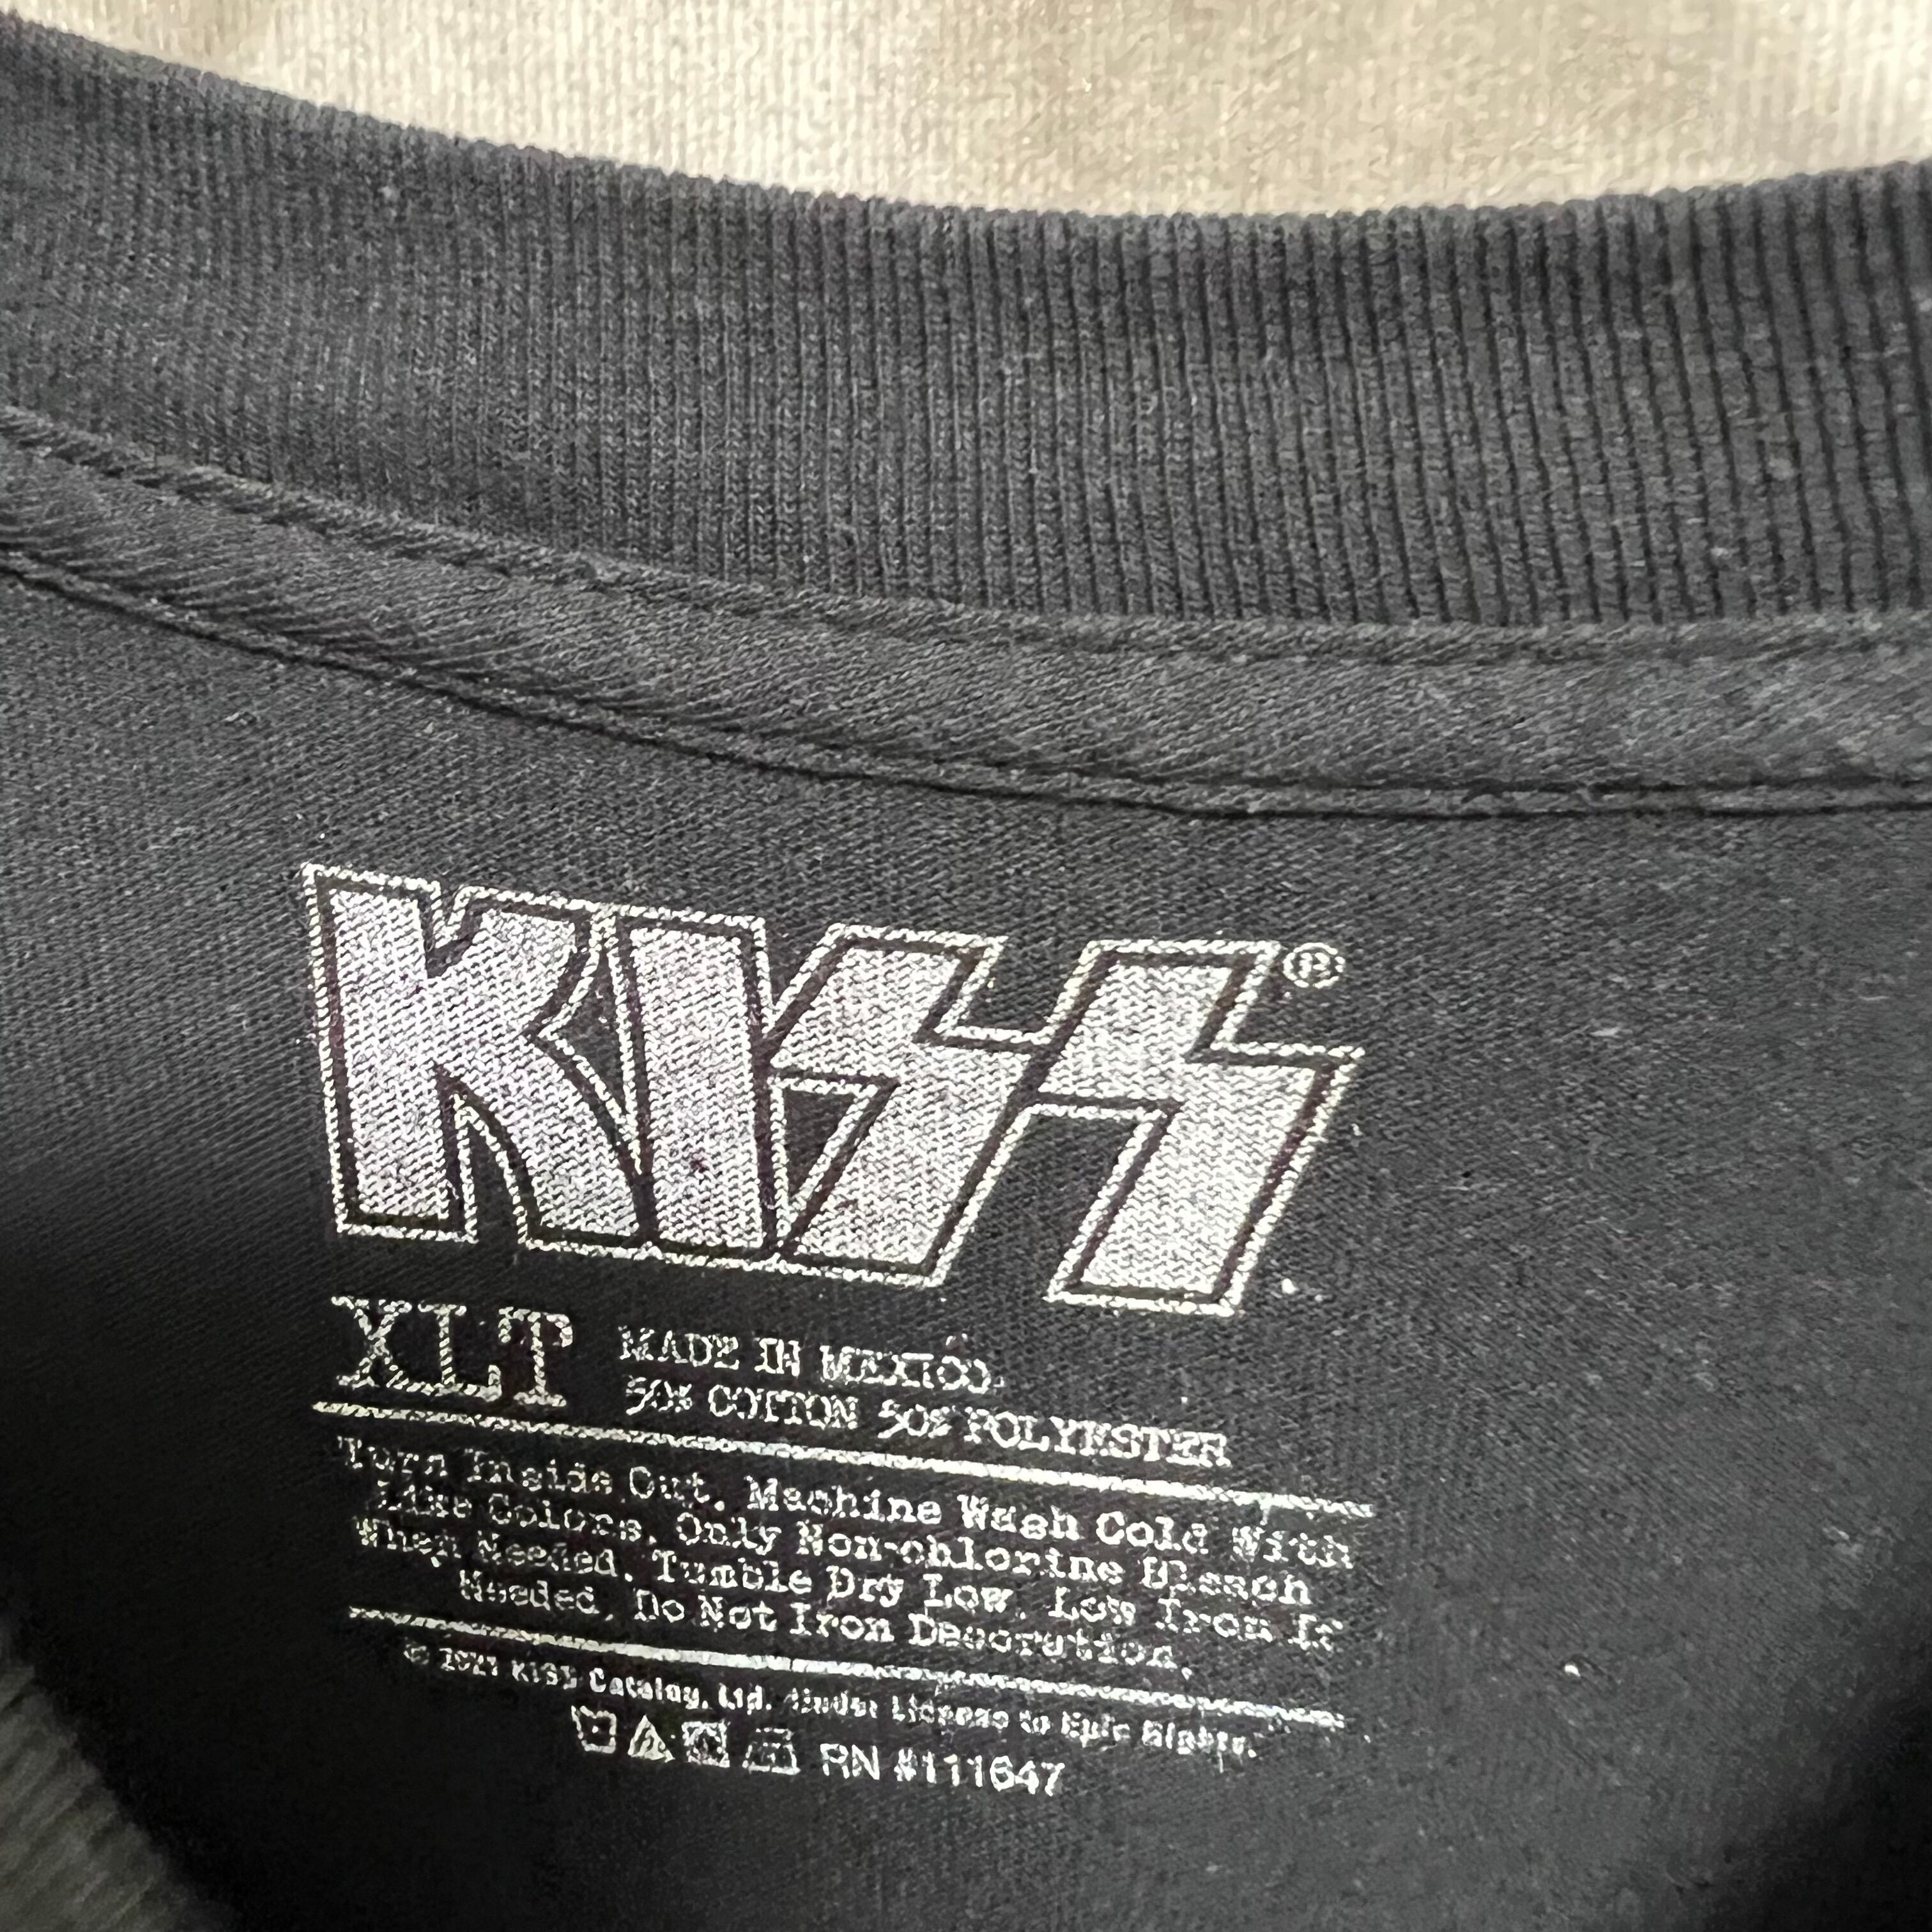 KISS®
XLT
MADE IN MEXICO
50% COTTON 50% POLYESTER
Turn Inside Out. Machine Wash Cold With
Like Colors. Only Non-chlorine Bleach
When Needed. Tumble Dry Low. Low Iron If
Needed. Do Not Iron Decoration.
© 2021 KISS Catalog, Ltd. Under License to Epic Rights.
RN #111647